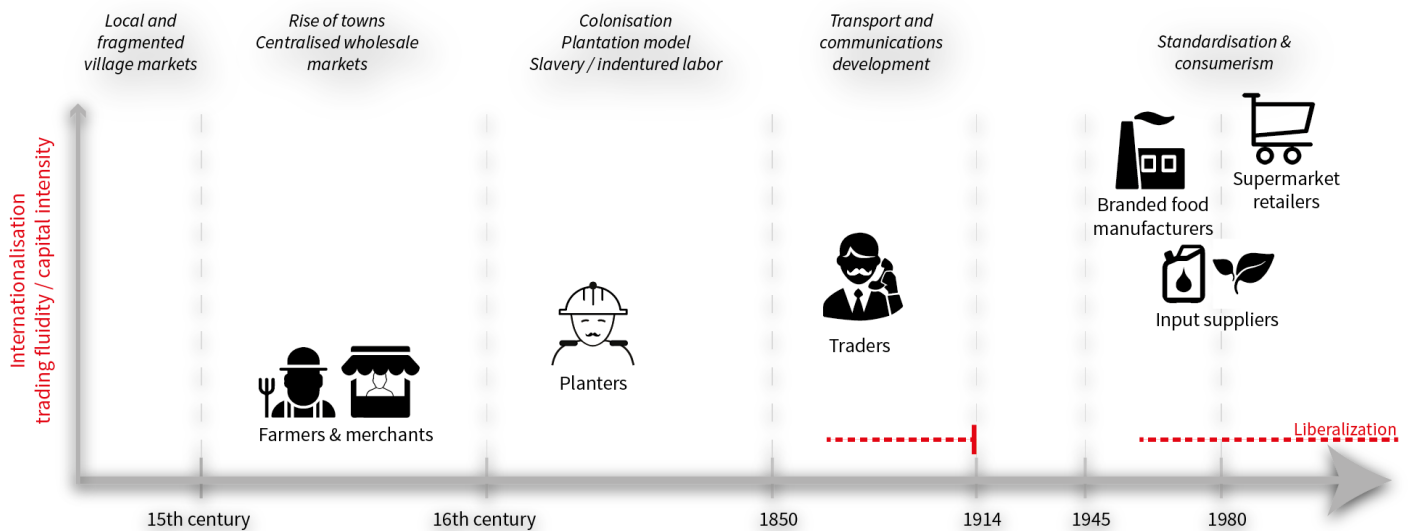 Local and
fragmented
village markets
Rise of towns
Centralised wholesale
markets
Colonisation
Plantation model
Slavery / indentured labor
Transport and
communications
development
Standardisation &
consumerism
Internationalisation
trading fluidity / capital intensity
Farmers & merchants
Planters
Traders
Branded food
manufacturers
Supermarket
retailers
Input suppliers
Liberalization
15th century
16th century
1850
1914
1945
1980